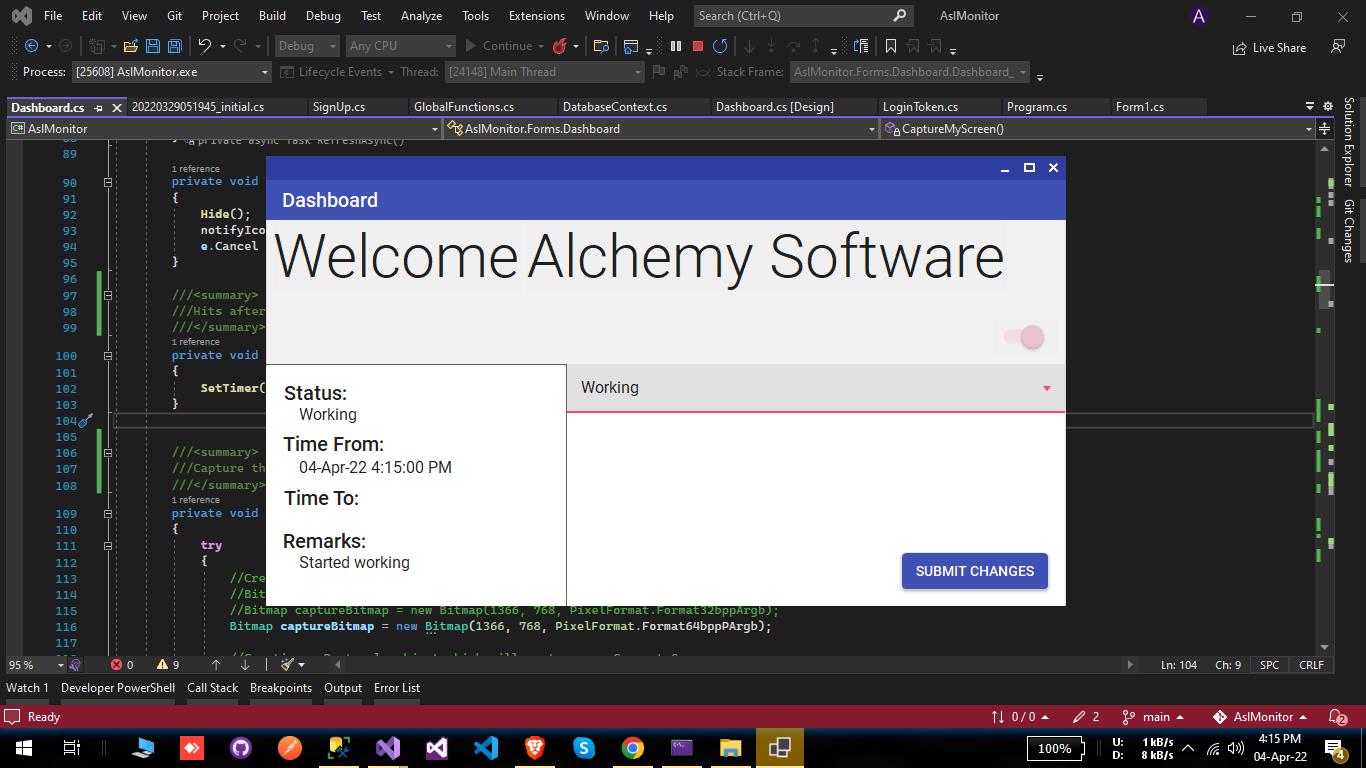 File Edit View Git Project Build Debug Test Analyze Tools Extensions Window Help Search (Ctrl+Q) AslMonitor A
Debug Any CPU Continue Live Share
Process: [25608] AslMonitor.exe Lifecycle Events Thread: [24148] Main Thread Stack Frame: AslMonitor.Forms.Dashboard.Dashboard_
Dashboard.cs 20220329051945_initial.cs SignUp.cs GlobalFunctions.cs DatabaseContext.cs Dashboard.cs [Design] LoginToken.cs Program.cs Form1.cs
C# AslMonitor AslMonitor.Forms.Dashboard CaptureMyScreen()
Solution Explorer
Git Changes
private async Task RefreshAsync()
89
1 reference
90 private void
91 {
92 Hide();
93 notifyIco
94 e.Cancel
95 }
96
97 ///<summary>
98 ///Hits after
99 ///</summary>
1 reference
100 private void
101 {
102 SetTimer(
103 }
104
105
106 ///<summary>
107 ///Capture th
108 ///</summary>
1 reference
109 private void
110 {
111 try
112 {
113 //Cre
114 //Bit
115 //Bitmap captureBitmap = new Bitmap(1366, 768, PixelFormat.Format32bppArgb);
116 Bitmap captureBitmap = new Bitmap(1366, 768, PixelFormat.Format64bppPArgb);
117
Dashboard
Welcome Alchemy Software
Status:
Working
Time From:
04-Apr-22 4:15:00 PM
Time To:
Remarks:
Started working
Working
SUBMIT CHANGES
95 % 0 9 Ln: 104 Ch: 9 SPC CRLF
Watch 1 Developer PowerShell Call Stack Breakpoints Output Error List
Ready 0 / 0 2 main AslMonitor 2
100% U: 1 kB/s 4:15 PM
D: 8 kB/s 04-Apr-22 4